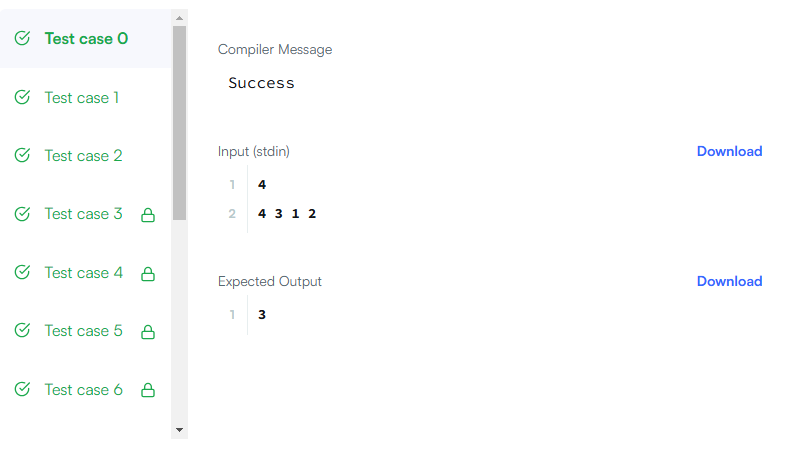 Test case 0
Test case 1
Test case 2
Test case 3
Test case 4
Test case 5
Test case 6
Compiler Message
Success
Input (stdin)
Download
1 4
2 4 3 1 2
Expected Output
Download
1 3